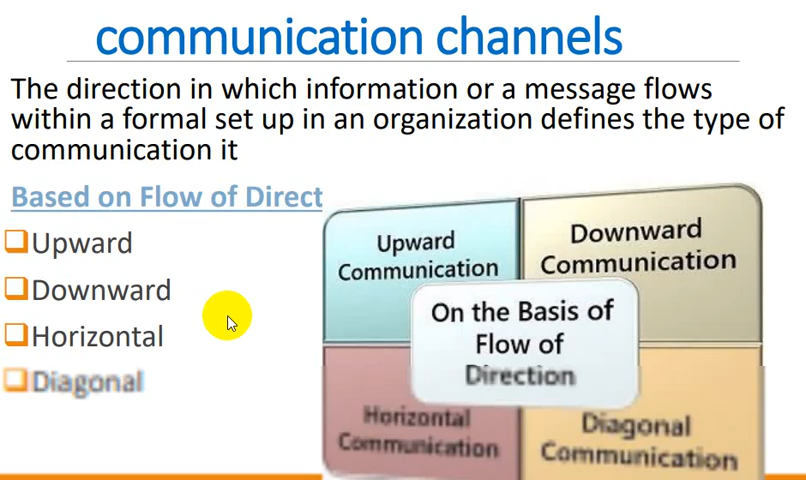 communication channels
The direction in which information or a message flows
within a formal set up in an organization defines the type of
communication it
Based on Flow of Direct
Upward
Downward
Horizontal
Diagonal
Upward
Communication
Downward
Communication
On the Basis of
Flow of
Direction
Horizontal
Communication
Diagonal
Communication